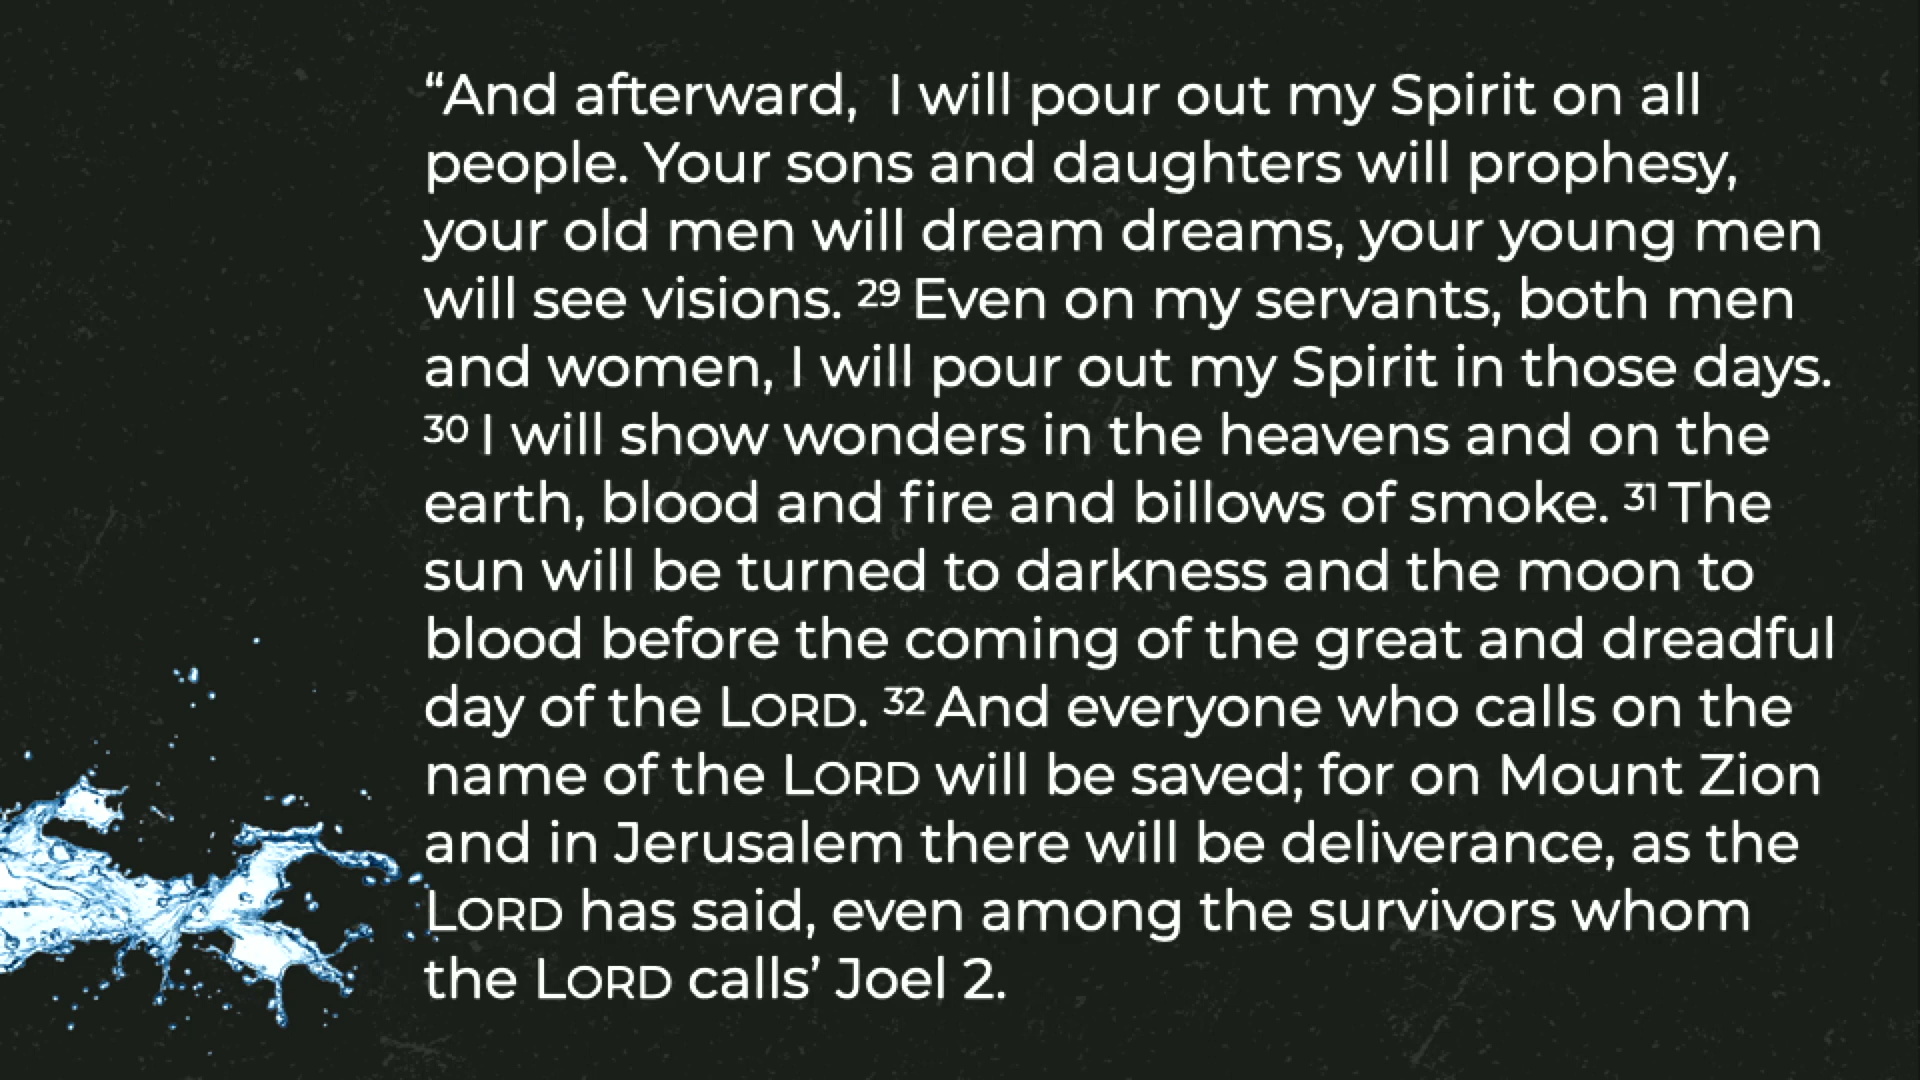 “And afterward,  I will pour out my Spirit on all
people. Your sons and daughters will prophesy,
your old men will dream dreams, your young men
will see visions. 29 Even on my servants, both men
and women, I will pour out my Spirit in those days.
30 I will show wonders in the heavens and on the
earth, blood and fire and billows of smoke. 31 The
sun will be turned to darkness and the moon to
blood before the coming of the great and dreadful
day of the LORD. 32 And everyone who calls on the
name of the LORD will be saved; for on Mount Zion
and in Jerusalem there will be deliverance, as the
LORD has said, even among the survivors whom
the LORD calls’ Joel 2.